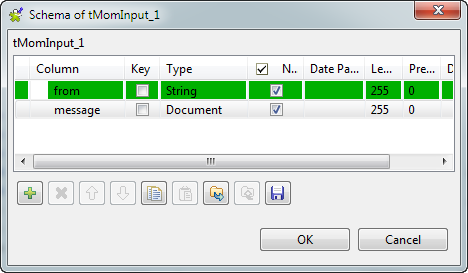 Schema of tMomInput_1
tMomInput_1
Column Key Type N.. Date Pa... Le... Pre... D
from String 255 0
message Document 255 0
OK Cancel